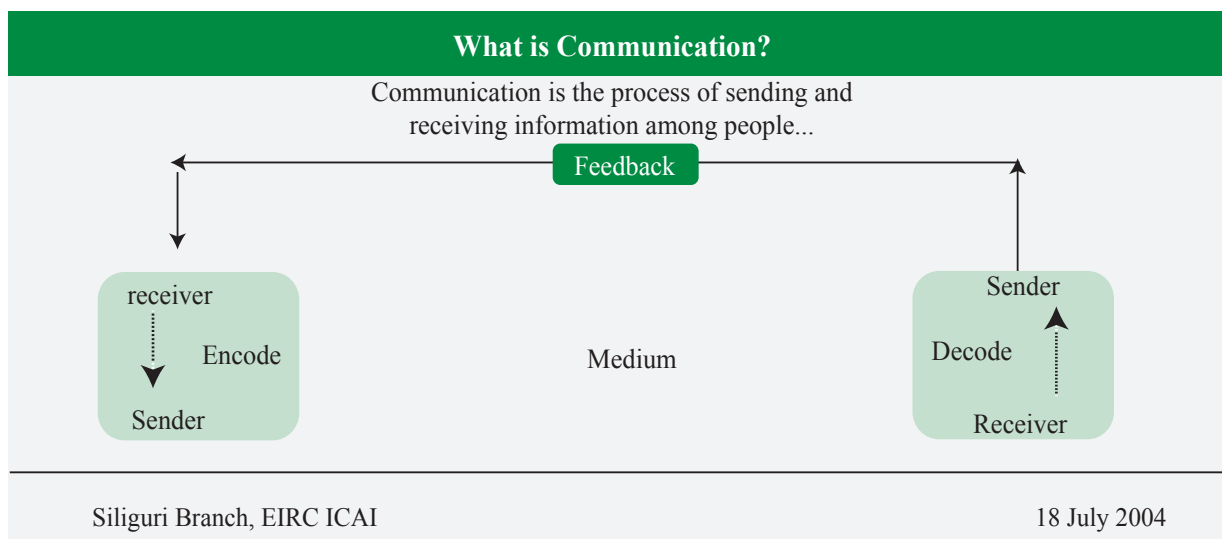 What is Communication?
Communication is the process of sending and
receiving information among people...
Feedback
receiver
Encode
Sender
Medium
Sender
Decode
Receiver
Siliguri Branch, EIRC ICAI
18 July 2004